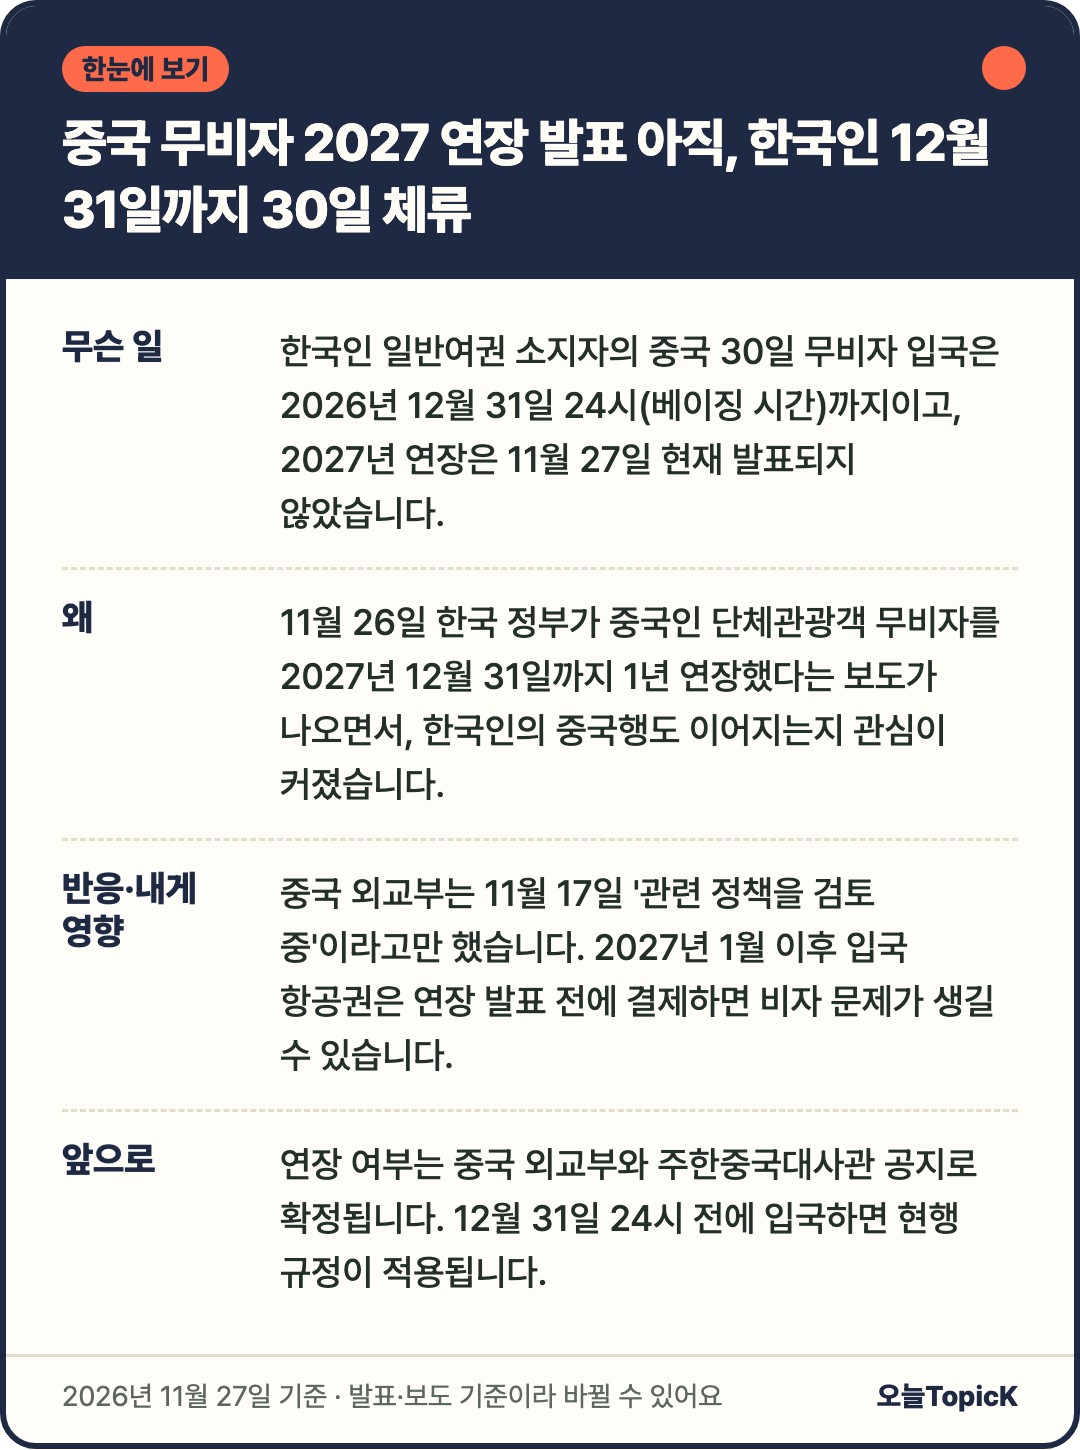 한눈에 보기
중국 무비자 2027 연장 발표 아직, 한국인 12월
31일까지 30일 체류
무슨 일
한국인 일반여권 소지자의 중국 30일 무비자 입국은
2026년 12월 31일 24시(베이징 시간)까지이고,
2027년 연장은 11월 27일 현재 발표되지
않았습니다.
왜
11월 26일 한국 정부가 중국인 단체관광객 무비자를
2027년 12월 31일까지 1년 연장했다는 보도가
나오면서, 한국인의 중국행도 이어지는지 관심이
커졌습니다.
반응·내게
영향
중국 외교부는 11월 17일 '관련 정책을 검토
중'이라고만 했습니다. 2027년 1월 이후 입국
항공권은 연장 발표 전에 결제하면 비자 문제가 생길
수 있습니다.
앞으로
연장 여부는 중국 외교부와 주한중국대사관 공지로
확정됩니다. 12월 31일 24시 전에 입국하면 현행
규정이 적용됩니다.
2026년 11월 27일 기준 · 발표·보도 기준이라 바뀔 수 있어요
오늘TopicK